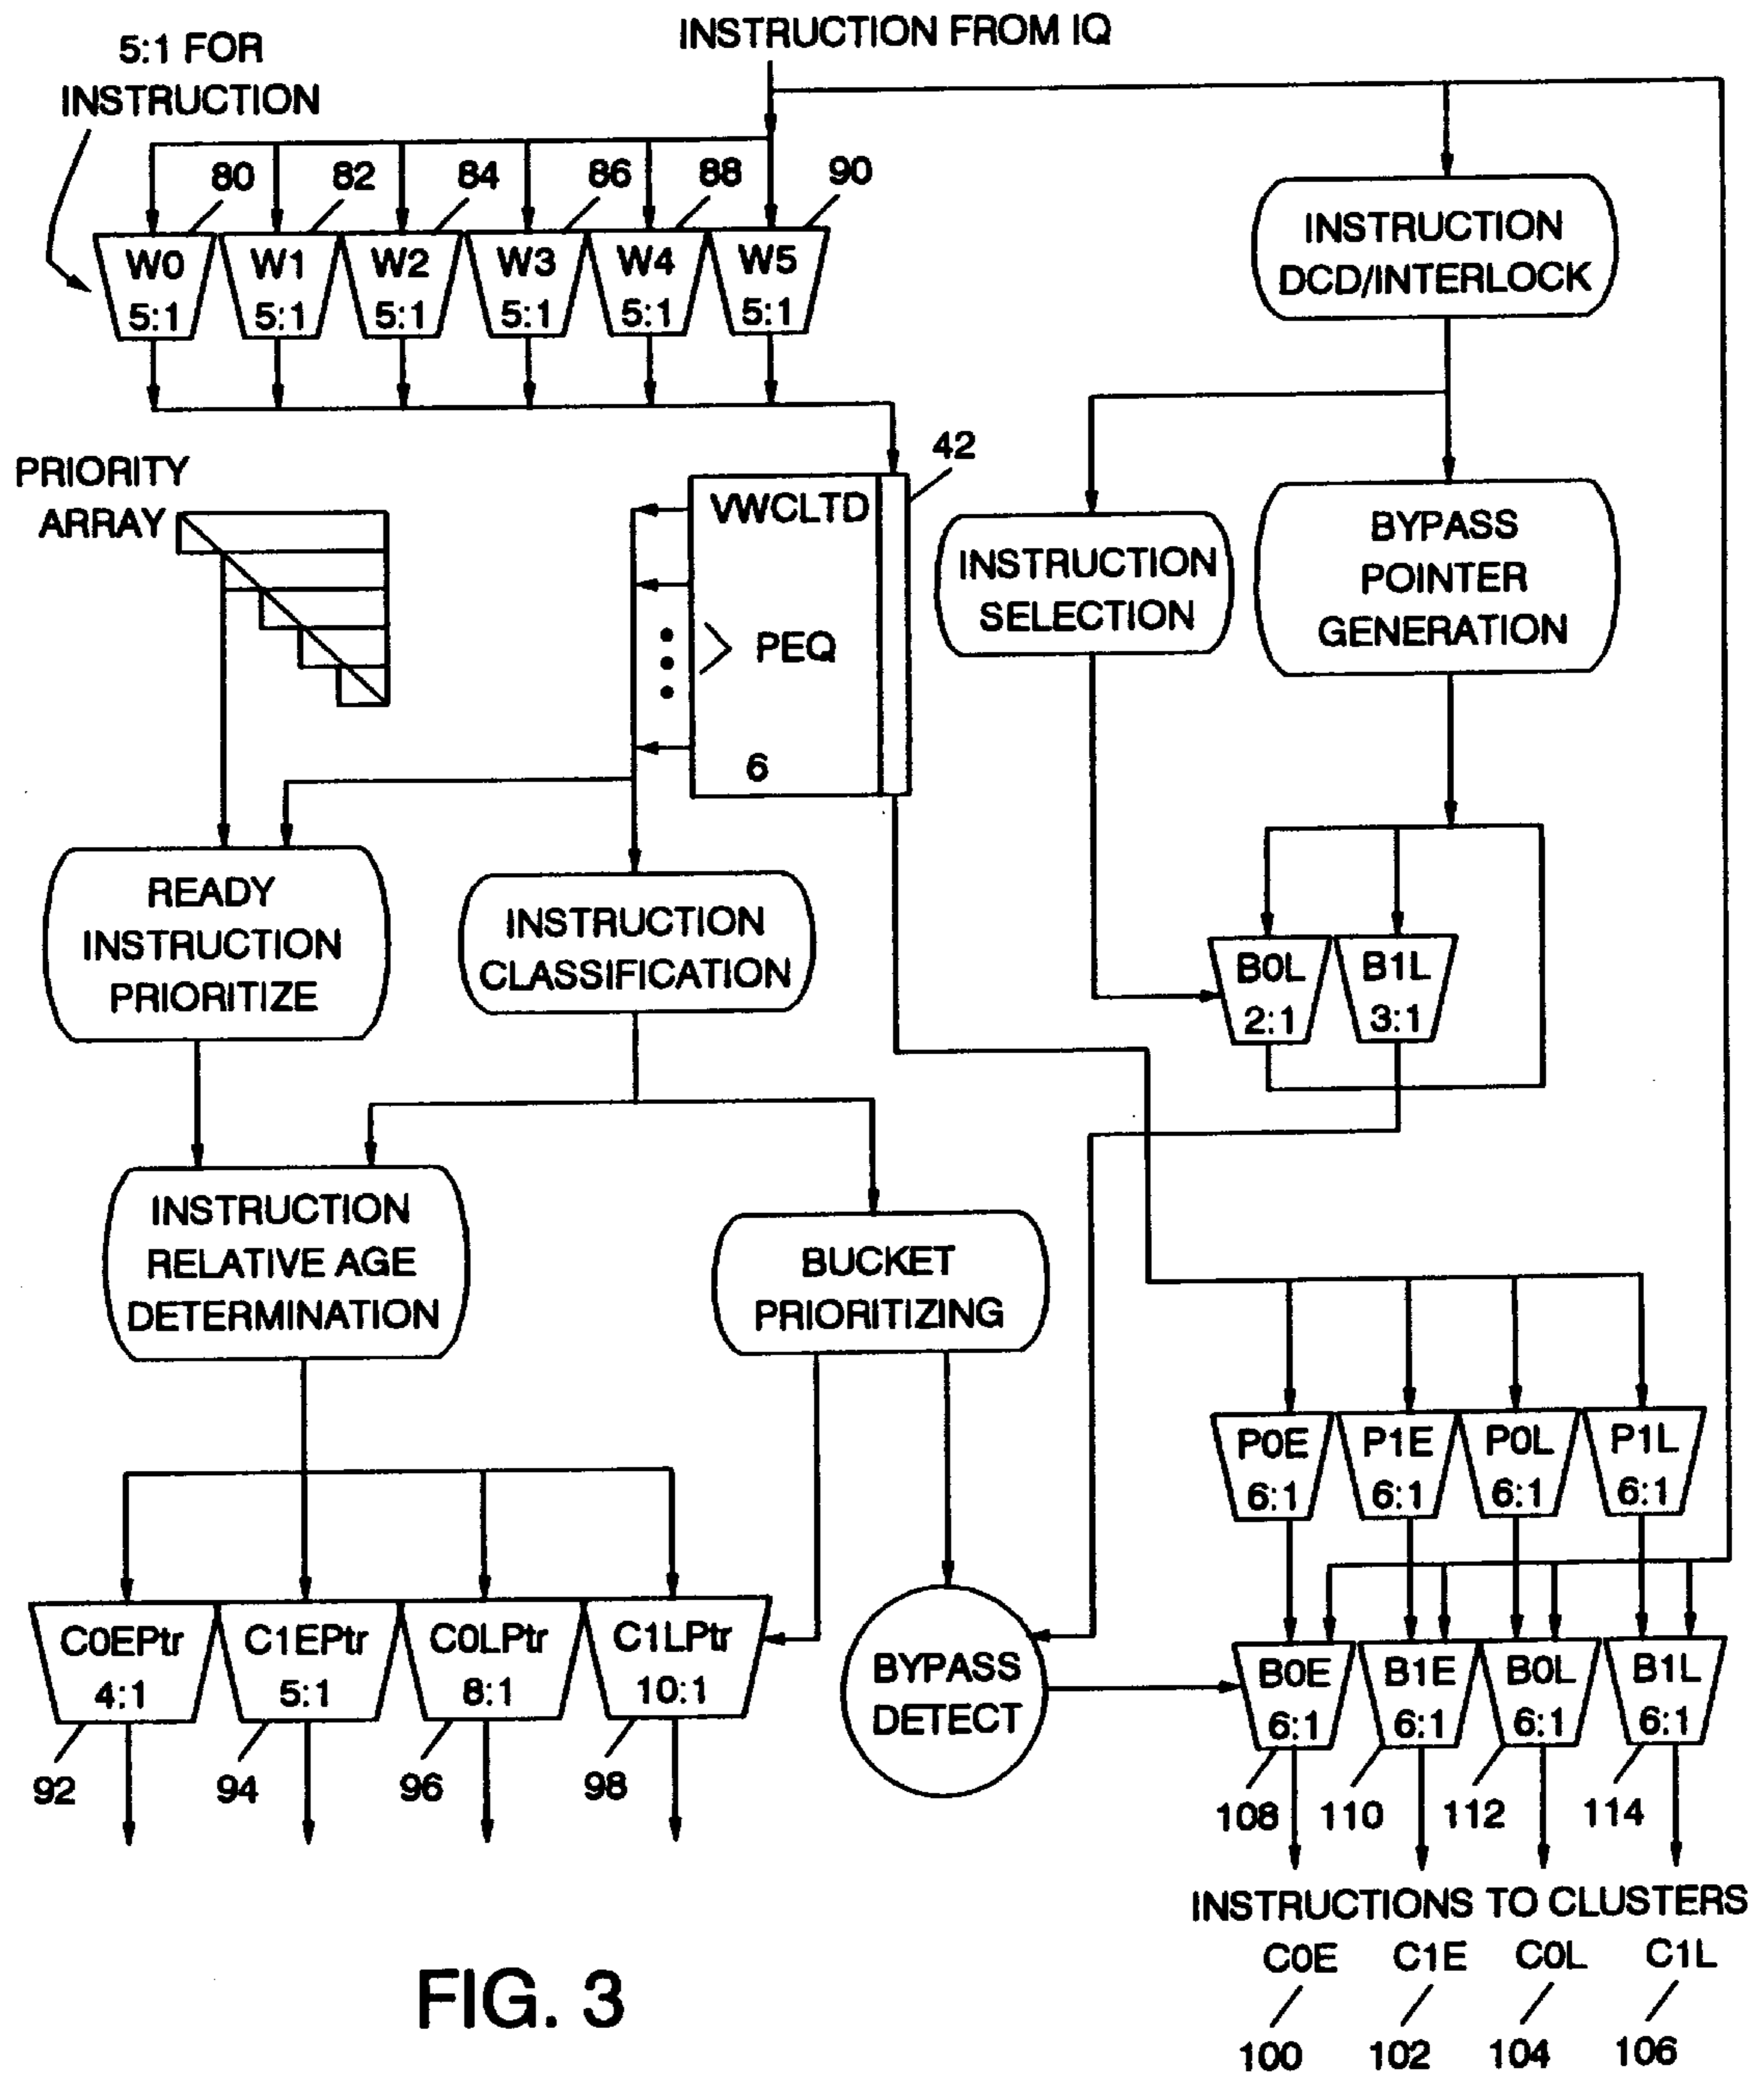 INSTRUCTION FROM IQ
5:1 FOR
INSTRUCTION
80 82 84 86 88 90
W0 W1 W2 W3 W4 W5
5:1 5:1 5:1 5:1 5:1 5:1
INSTRUCTION
DCD/INTERLOCK
PRIORITY
ARRAY
42
VWCLTD
PEQ
6
INSTRUCTION
SELECTION
BYPASS
POINTER
GENERATION
READY
INSTRUCTION
PRIORITIZE
INSTRUCTION
CLASSIFICATION
B0L B1L
2:1 3:1
INSTRUCTION
RELATIVE AGE
DETERMINATION
BUCKET
PRIORITIZING
P0E P1E P0L P1L
6:1 6:1 6:1 6:1
C0EPtr C1EPtr C0LPtr C1LPtr
4:1 5:1 8:1 10:1
92 94 96 98
BYPASS
DETECT
B0E B1E B0L B1L
6:1 6:1 6:1 6:1
108 110 112 114
INSTRUCTIONS TO CLUSTERS
C0E C1E C0L C1L
100 102 104 106
FIG. 3